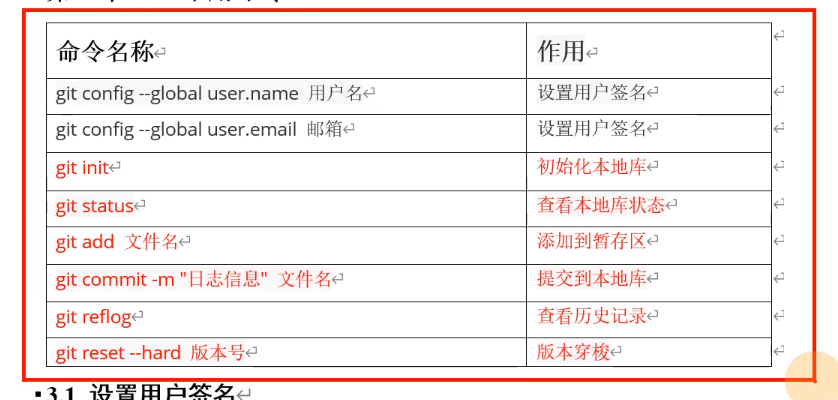 命令名称 作用
git config --global user.name 用户名 设置用户签名
git config --global user.email 邮箱 设置用户签名
git init 初始化本地库
git status 查看本地库状态
git add 文件名 添加到暂存区
git commit -m "日志信息" 文件名 提交到本地库
git reflog 查看历史记录
git reset --hard 版本号 版本穿梭
3.1 设置用户签名